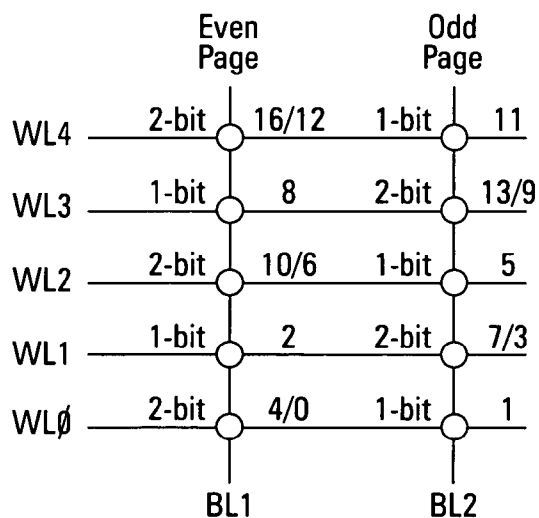 Even Odd
Page Page
WL4 2-bit 16/12 1-bit 11
WL3 1-bit 8 2-bit 13/9
WL2 2-bit 10/6 1-bit 5
WL1 1-bit 2 2-bit 7/3
WLØ 2-bit 4/0 1-bit 1
BL1 BL2